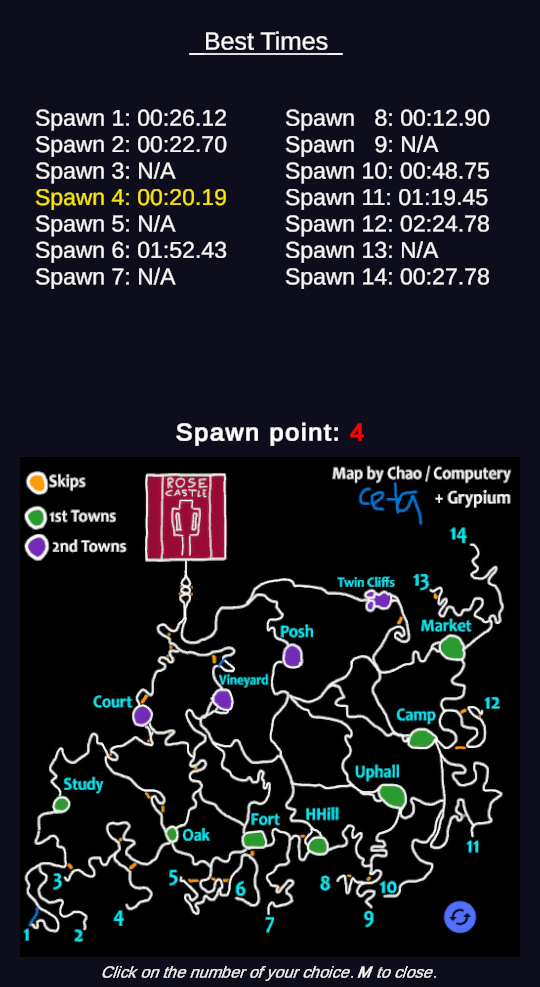 Best Times
Spawn 1: 00:26.12
Spawn 2: 00:22.70
Spawn 3: N/A
Spawn 4: 00:20.19
Spawn 5: N/A
Spawn 6: 01:52.43
Spawn 7: N/A
Spawn 8: 00:12.90
Spawn 9: N/A
Spawn 10: 00:48.75
Spawn 11: 01:19.45
Spawn 12: 02:24.78
Spawn 13: N/A
Spawn 14: 00:27.78
Spawn point: 4
Skips
1st Towns
2nd Towns
ROSE
CASTLE
Map by Chao / Computery
ceta
+ Grypium
14
Twin Cliffs
13
Market
Posh
Vineyard
Court
12
Camp
Uphall
Study
Fort
HHill
Oak
11
3
5
6
8
10
4
7
9
1
2
Click on the number of your choice. M to close.